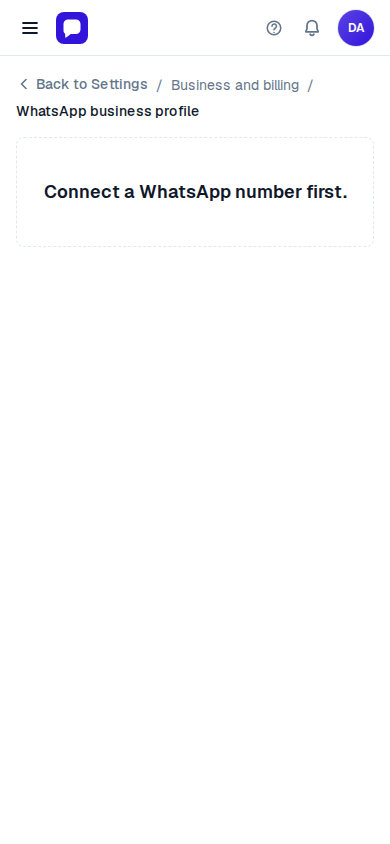 DA
Back to Settings / Business and billing /
WhatsApp business profile
Connect a WhatsApp number first.